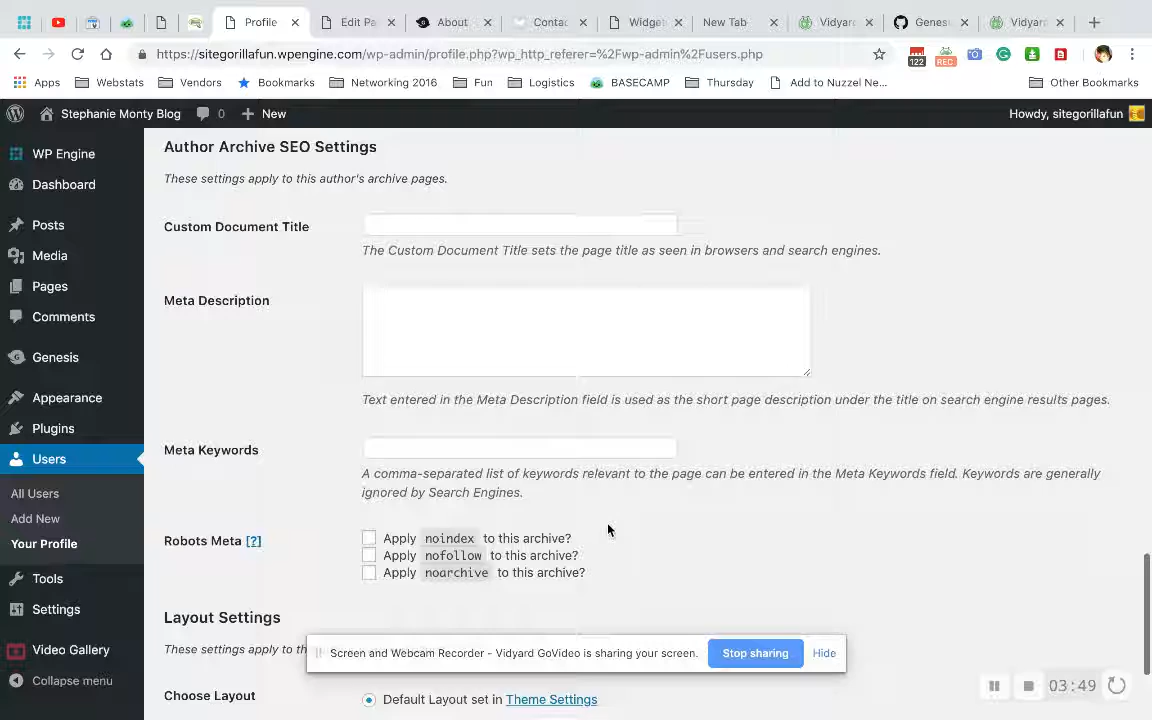 Profile
Edit Pa
About
Contac
Widget
New Tab
Vidyard
Genes
Vidyard
https://sitegorillafun.wpengine.com/wp-admin/profile.php?wp_http_referer=%2Fwp-admin%2Fusers.php
122
REC
Apps
Webstats
Vendors
Bookmarks
Networking 2016
Fun
Logistics
BASECAMP
Thursday
Add to Nuzzel Ne...
Other Bookmarks
Stephanie Monty Blog
0
New
Howdy, sitegorillafun
WP Engine
Dashboard
Posts
Media
Pages
Comments
Genesis
Appearance
Plugins
Users
All Users
Add New
Your Profile
Tools
Settings
Video Gallery
Collapse menu
Author Archive SEO Settings
These settings apply to this author's archive pages.
Custom Document Title
The Custom Document Title sets the page title as seen in browsers and search engines.
Meta Description
Text entered in the Meta Description field is used as the short page description under the title on search engine results pages.
Meta Keywords
A comma-separated list of keywords relevant to the page can be entered in the Meta Keywords field. Keywords are generally
ignored by Search Engines.
Robots Meta [?]
Apply noindex to this archive?
Apply nofollow to this archive?
Apply noarchive to this archive?
Layout Settings
These settings apply to th
Screen and Webcam Recorder - Vidyard GoVideo is sharing your screen.
Stop sharing
Hide
03:49
Choose Layout
Default Layout set in Theme Settings